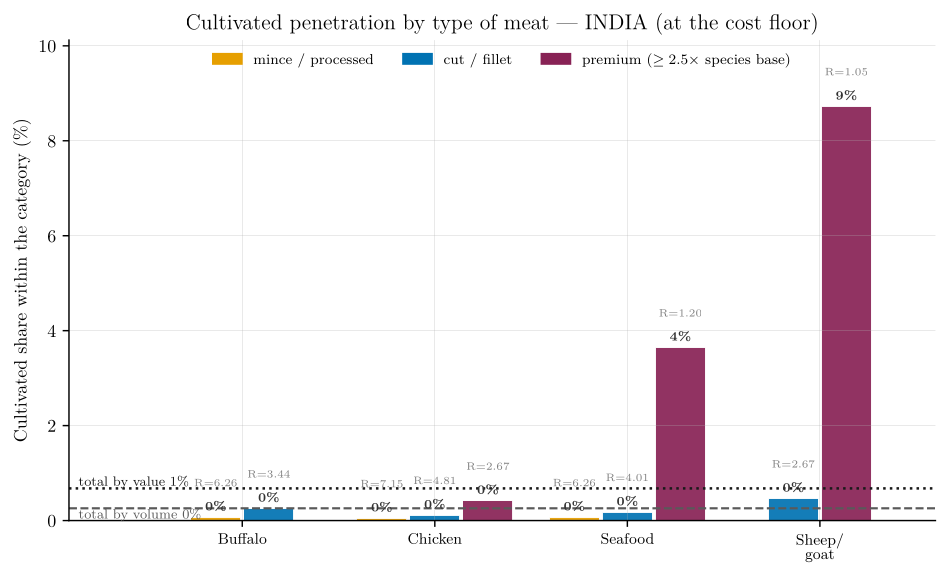 Cultivated penetration by type of meat — INDIA (at the cost floor)
mince / processed
cut / fillet
premium (≥ 2.5× species base)
Cultivated share within the category (%)
10
8
6
4
2
0
total by value 1%
total by volume 0%
R=6.26
0%
R=3.44
0%
R=7.15
0%
R=4.81
0%
R=2.67
0%
R=6.26
0%
R=4.01
0%
R=1.20
4%
R=2.67
0%
R=1.05
9%
Buffalo
Chicken
Seafood
Sheep/
goat